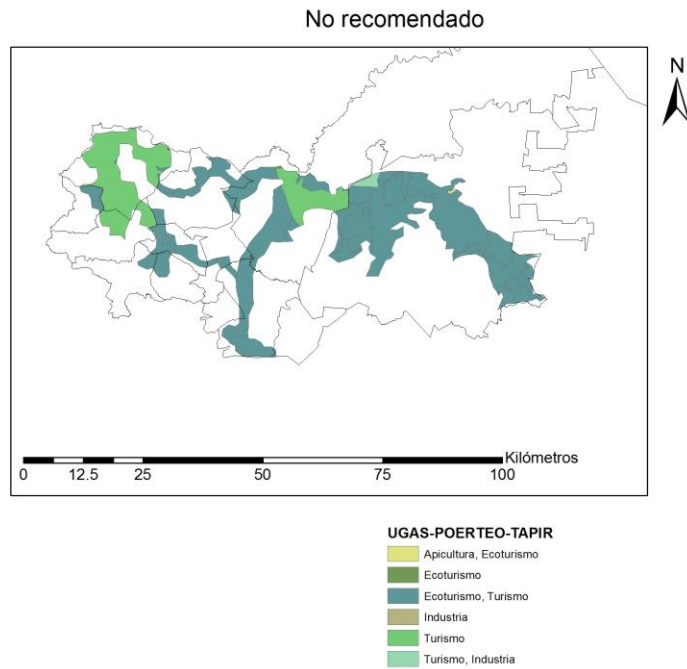 No recomendado
N
Kilómetros
0 12.5 25 50 75 100
UGAS-POERTEO-TAPIR
Apicultura, Ecoturismo
Ecoturismo
Ecoturismo, Turismo
Industria
Turismo
Turismo, Industria